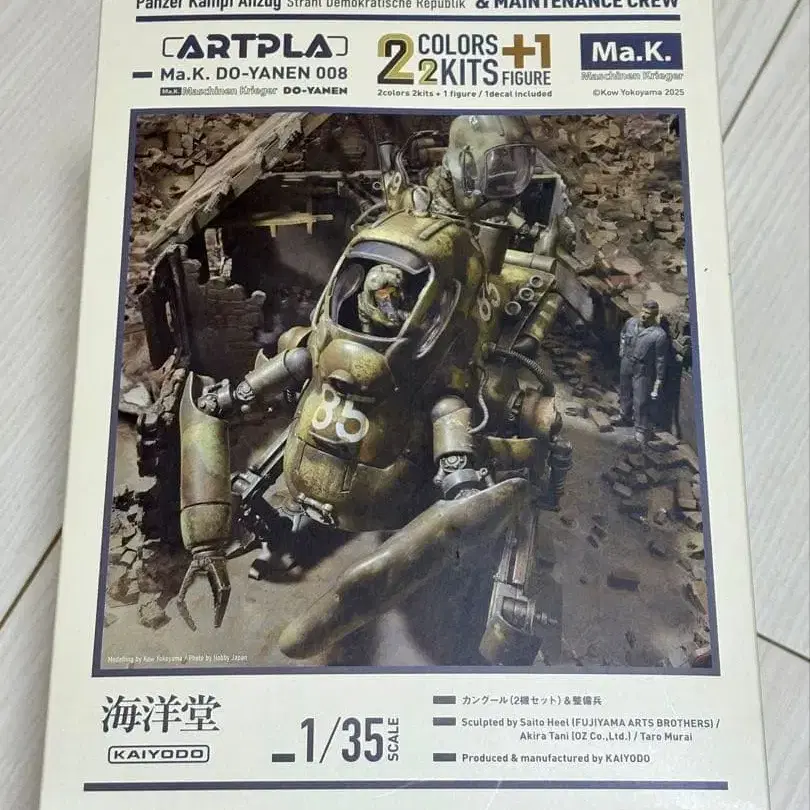 Panzer Kampf Anzug Strahl Demokratische Republik & MAINTENANCE CREW
ARTPLA
Ma.K. DO-YANEN 008
Ma.K. Maschinen Krieger DO-YANEN
2 COLORS
2 KITS
+1 FIGURE
2colors 2kits + 1 figure / 1decal included
Ma.K.
Maschinen Krieger
©Kow Yokoyama 2025
85
85
85
Modelling by Kow Yokoyama / Photo by Hobby Japan
海洋堂
KAIYODO
1/35 SCALE
カングール(2機セット)&整備兵
Sculpted by Saito Heel (FUJIYAMA ARTS BROTHERS) /
Akira Tani (OZ Co.,Ltd.) / Taro Murai
Produced & manufactured by KAIYODO